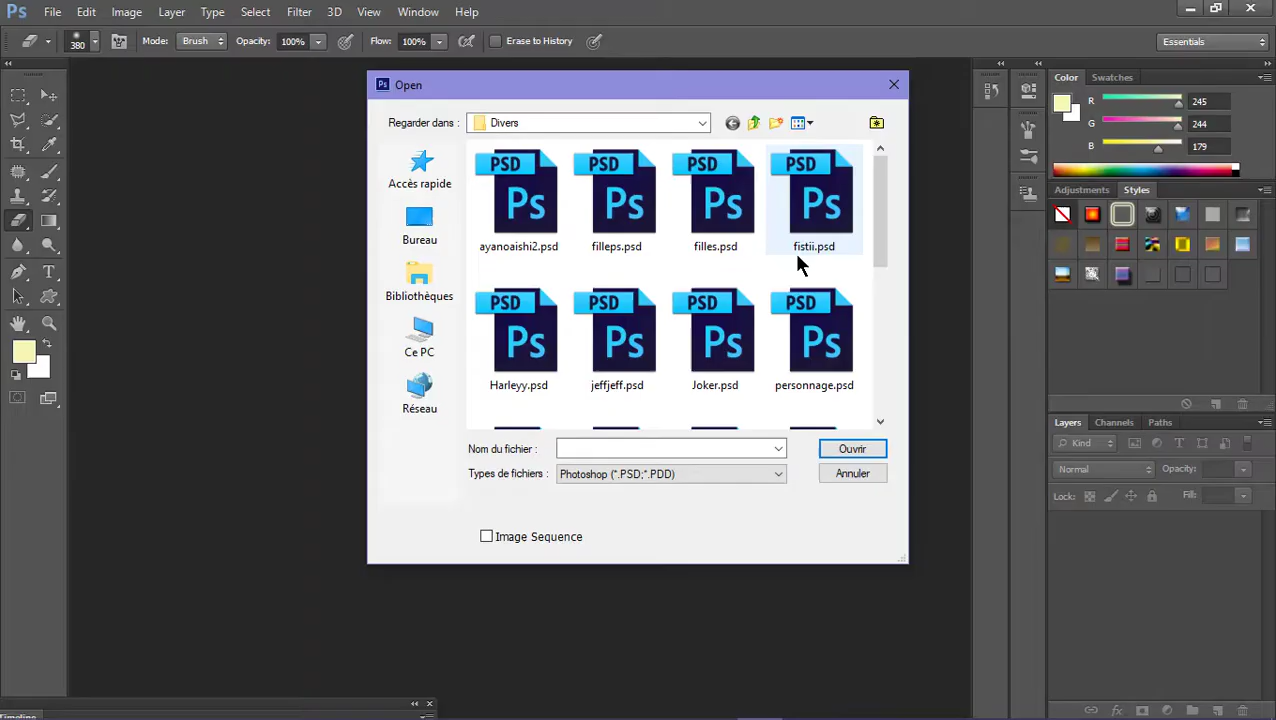 Ps File Edit Image Layer Type Select Filter 3D View Window Help
380 Mode: Brush Opacity: 100% Flow: 100% Erase to History Essentials
Open
Regarder dans : Divers
Accès rapide
Bureau
Bibliothèques
Ce PC
Réseau
PSD PSD PSD PSD
Ps Ps Ps Ps
ayanoaishi2.psd filleps.psd filles.psd fistii.psd
PSD PSD PSD PSD
Ps Ps Ps Ps
Harleyy.psd jeffjeff.psd Joker.psd personnage.psd
Nom du fichier : Ouvrir
Types de fichiers : Photoshop (*.PSD;*.PDD) Annuler
Image Sequence
Color Swatches
R 245
G 244
B 179
Adjustments Styles
Layers Channels Paths
Kind
Normal Opacity:
Lock: Fill:
Timeline